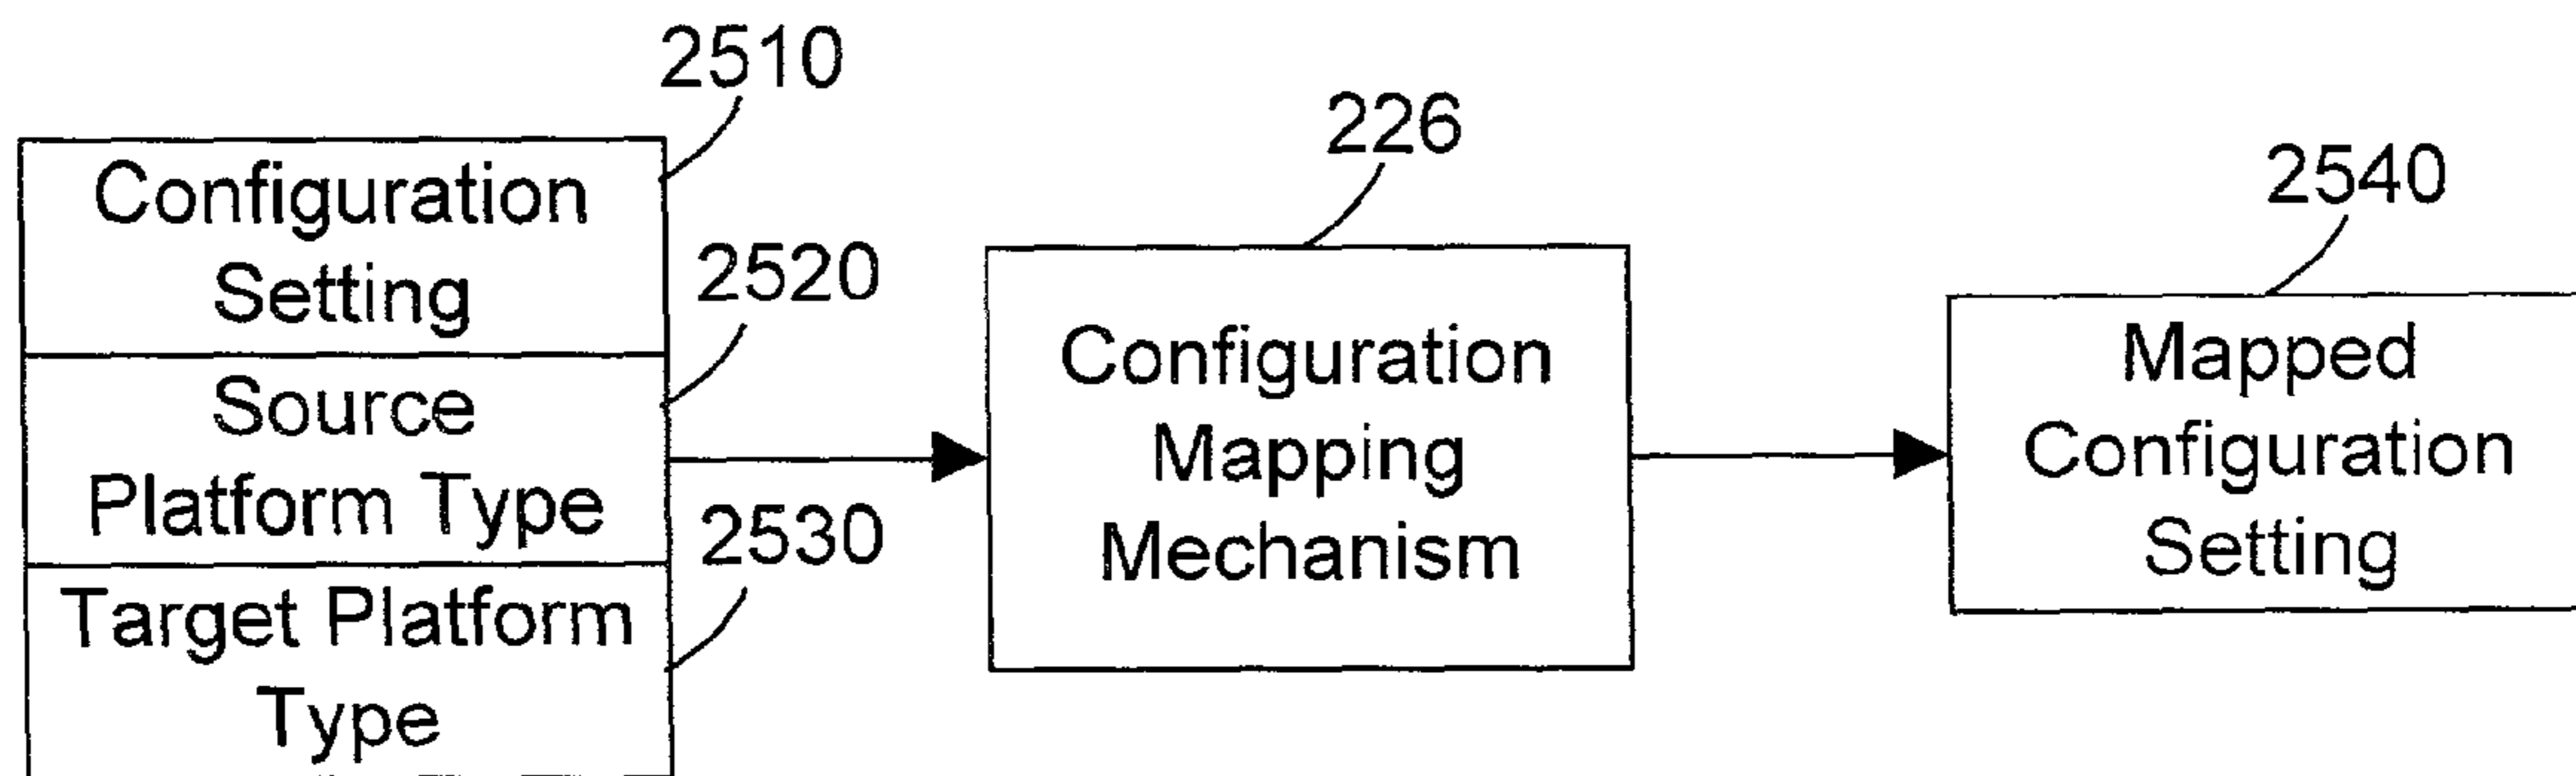 2510
Configuration
Setting
2520
Source
Platform Type
2530
Target Platform
Type
226
Configuration
Mapping
Mechanism
2540
Mapped
Configuration
Setting